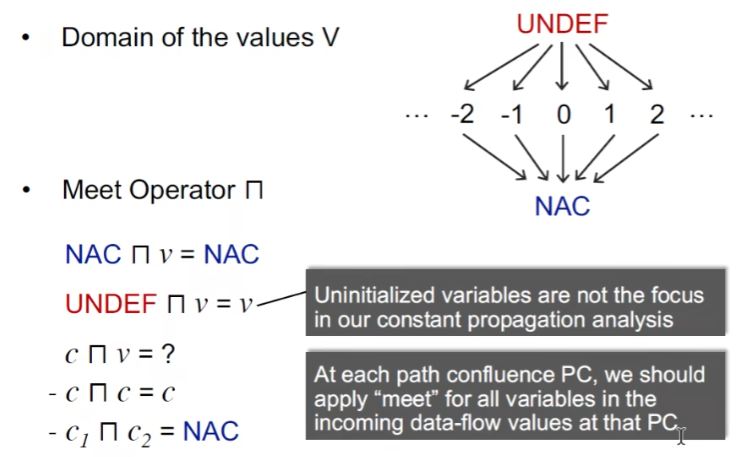 • Domain of the values V
UNDEF
… -2 -1 0 1 2 …
NAC
• Meet Operator ⊓
NAC ⊓ v = NAC
UNDEF ⊓ v = v
Uninitialized variables are not the focus
in our constant propagation analysis
c ⊓ v = ?
- c ⊓ c = c
- c₁ ⊓ c₂ = NAC
At each path confluence PC, we should
apply “meet” for all variables in the
incoming data-flow values at that PC